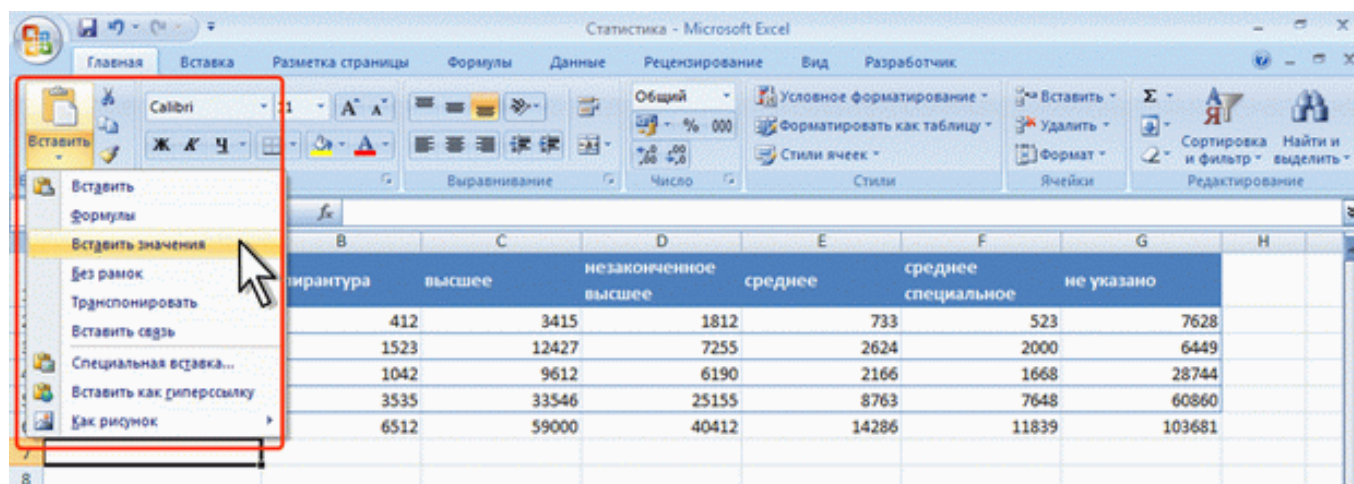 Статистика - Microsoft Excel
Главная Вставка Разметка страницы Формулы Данные Рецензирование Вид Разработчик
Вставить
Calibri 11 А А
Ж К Ч А
Общий
% 000
Условное форматирование
Форматировать как таблицу
Стили ячеек
Вставить
Удалить
Формат
Σ
Сортировка и фильтр
Найти и выделить
Выравнивание Число Стили Ячейки Редактирование
Вставить
Формулы
Вставить значения
Без рамок
Транспонировать
Вставить связь
Специальная вставка...
Вставить как гиперссылку
Как рисунок
fx
B C D E F G H
высшее незаконченное высшее среднее среднее специальное не указано
412 3415 1812 733 523 7628
1523 12427 7255 2624 2000 6449
1042 9612 6190 2166 1668 28744
3535 33546 25155 8763 7648 60860
6512 59000 40412 14286 11839 103681
7
8